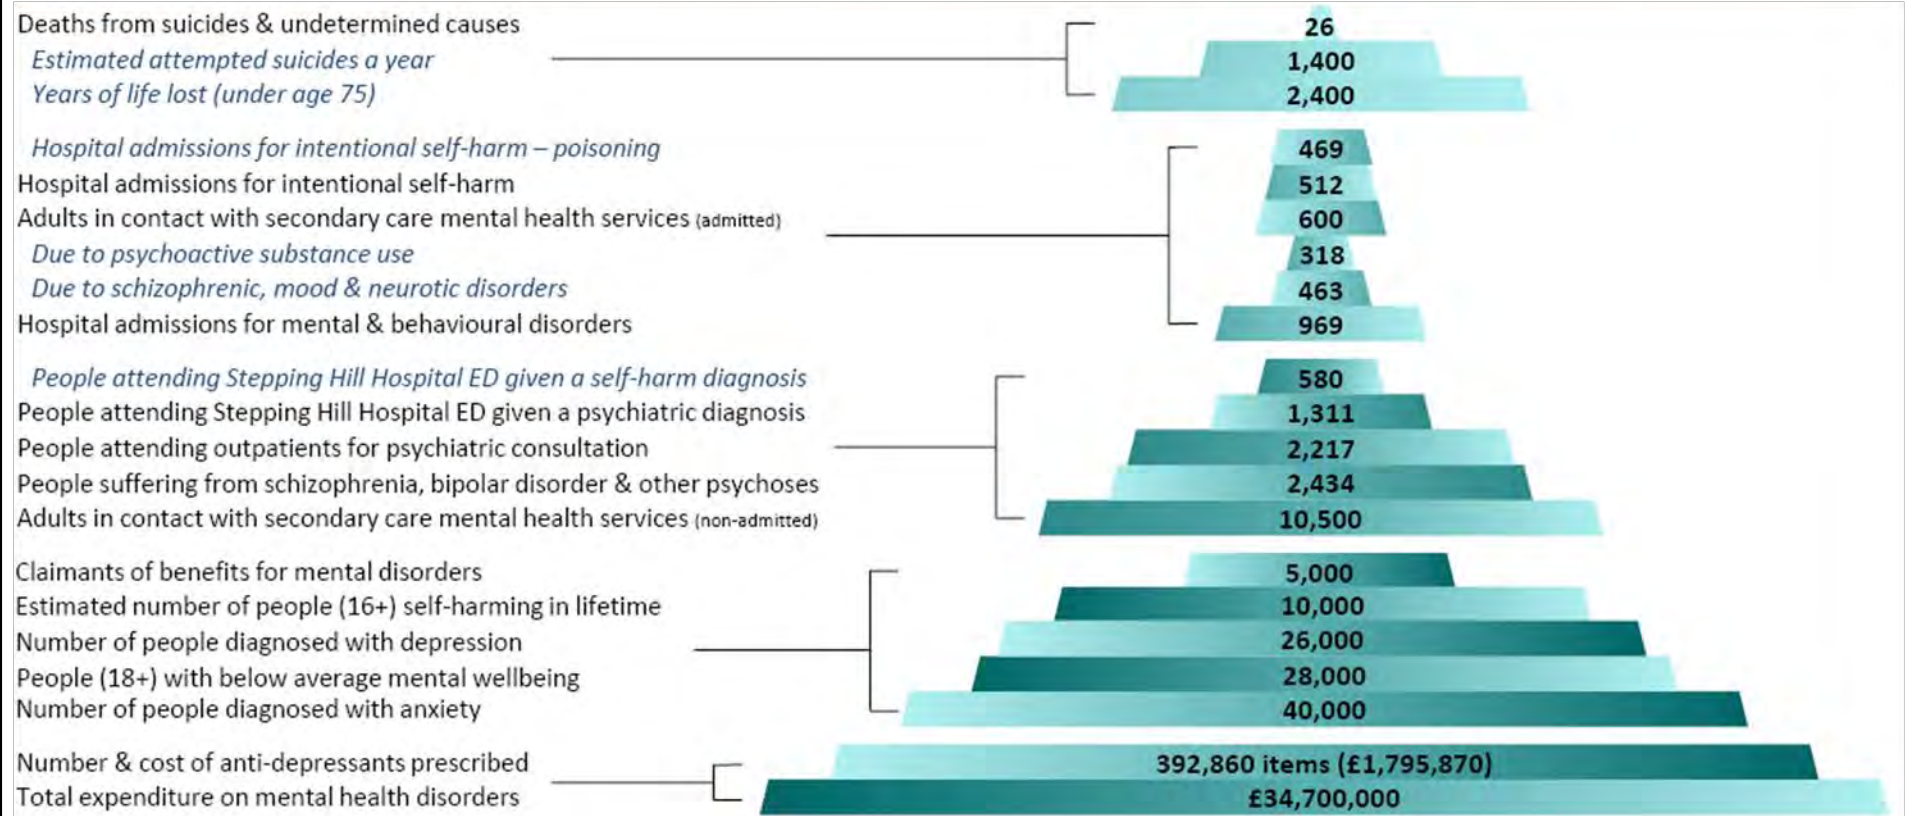 Deaths from suicides & undetermined causes 26
Estimated attempted suicides a year 1,400
Years of life lost (under age 75) 2,400
Hospital admissions for intentional self-harm – poisoning 469
Hospital admissions for intentional self-harm 512
Adults in contact with secondary care mental health services (admitted) 600
Due to psychoactive substance use 318
Due to schizophrenic, mood & neurotic disorders 463
Hospital admissions for mental & behavioural disorders 969
People attending Stepping Hill Hospital ED given a self-harm diagnosis 580
People attending Stepping Hill Hospital ED given a psychiatric diagnosis 1,311
People attending outpatients for psychiatric consultation 2,217
People suffering from schizophrenia, bipolar disorder & other psychoses 2,434
Adults in contact with secondary care mental health services (non-admitted) 10,500
Claimants of benefits for mental disorders 5,000
Estimated number of people (16+) self-harming in lifetime 10,000
Number of people diagnosed with depression 26,000
People (18+) with below average mental wellbeing 28,000
Number of people diagnosed with anxiety 40,000
Number & cost of anti-depressants prescribed 392,860 items (£1,795,870)
Total expenditure on mental health disorders £34,700,000